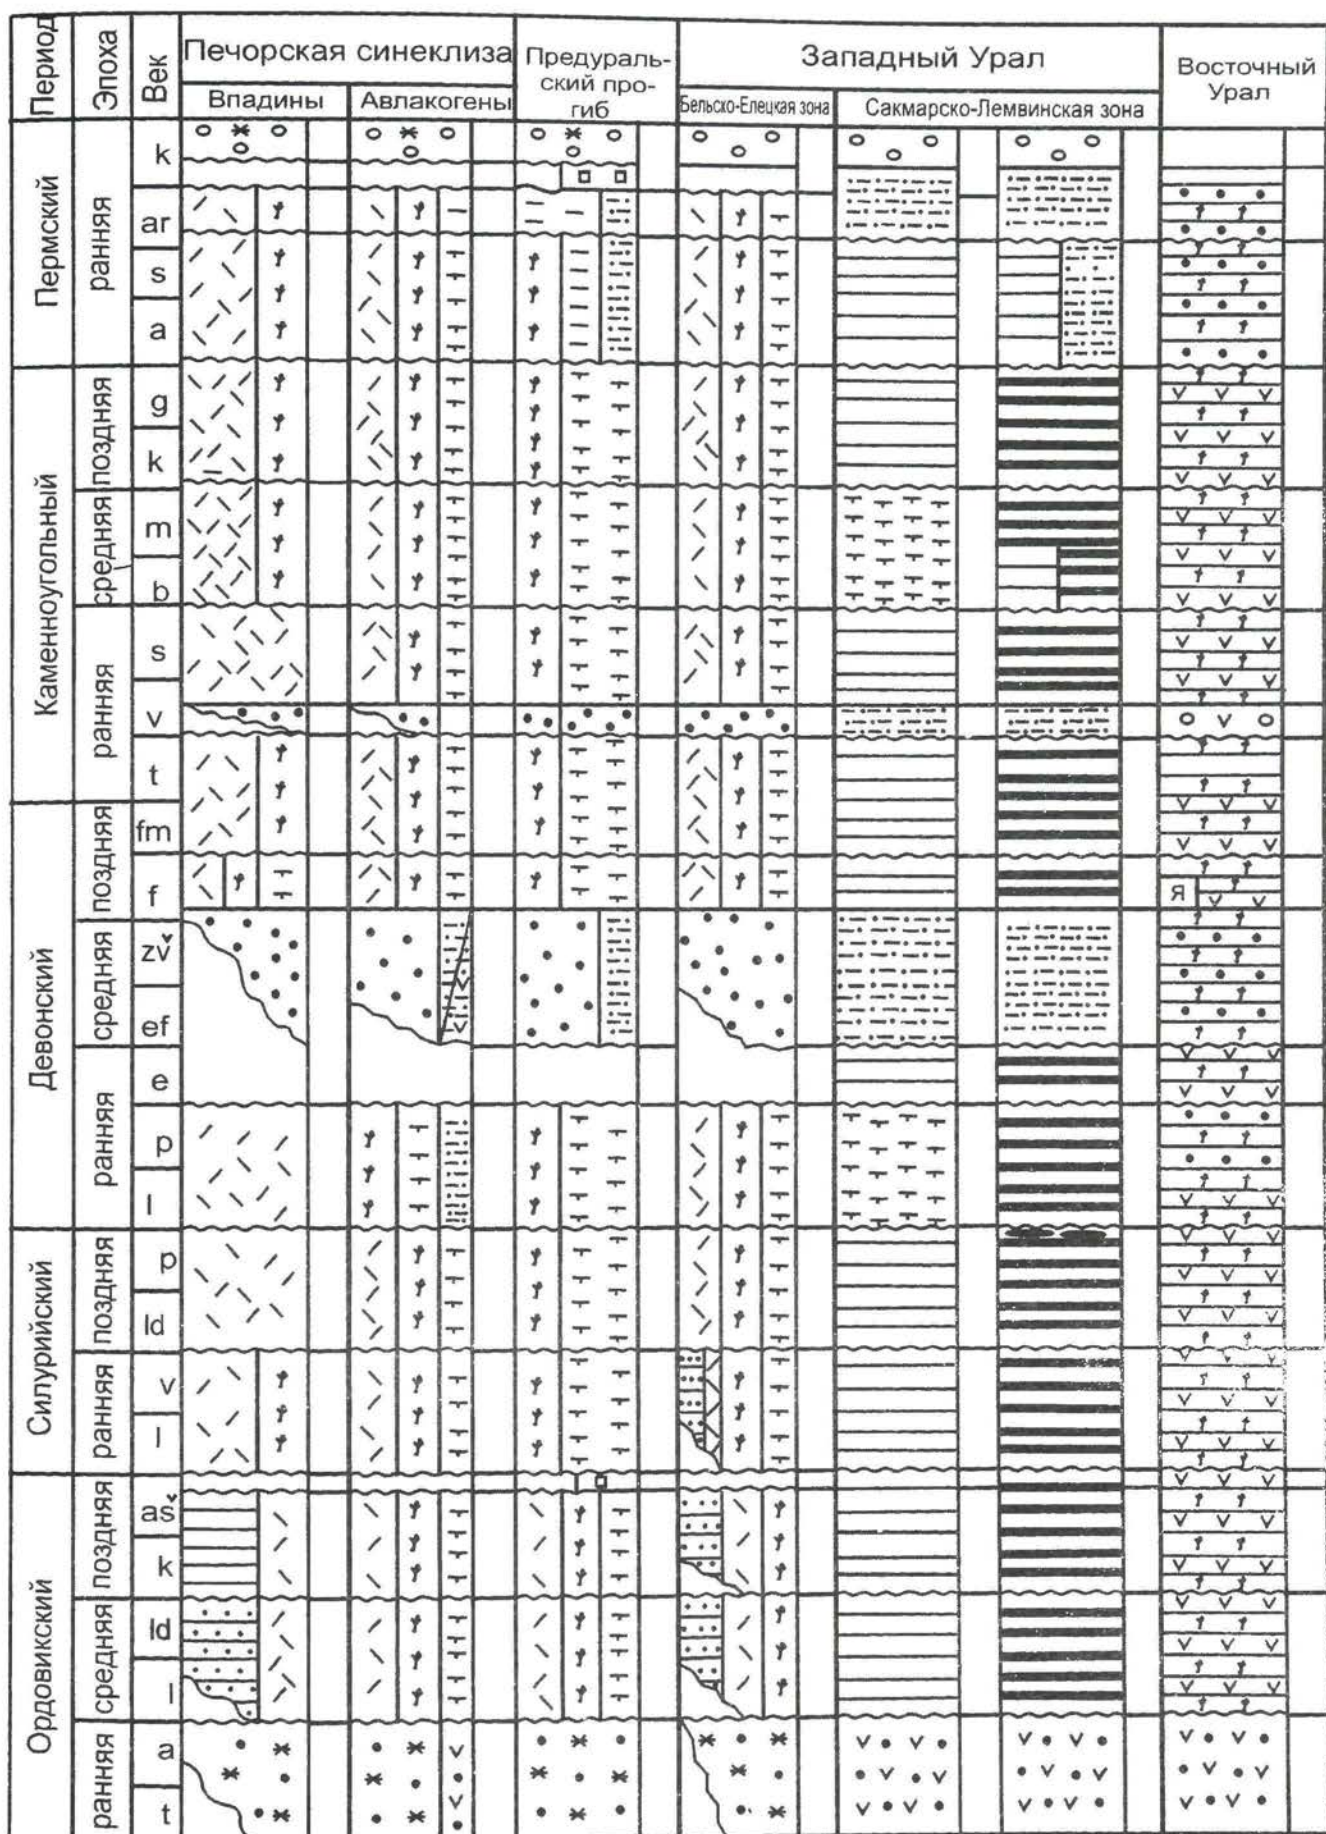 Период
Эпоха
Век
Печорская синеклиза
Предураль-
ский про-
гиб
Западный Урал
Восточный
Урал
Впадины
Авлакогены
Бельсхо-Елецкая зона
Сакмарско-Лемвинская зона
Пермский
ранняя
k
ar
s
a
Каменноугольный
поздняя
g
k
средняя
m
b
ранняя
s
v
t
Девонский
поздняя
fm
f
Я
средняя
zv̌
ef
ранняя
e
p
l
Силурийский
поздняя
p
ld
ранняя
v
l
Ордовикский
поздняя
aš
k
средняя
ld
l
ранняя
a
t